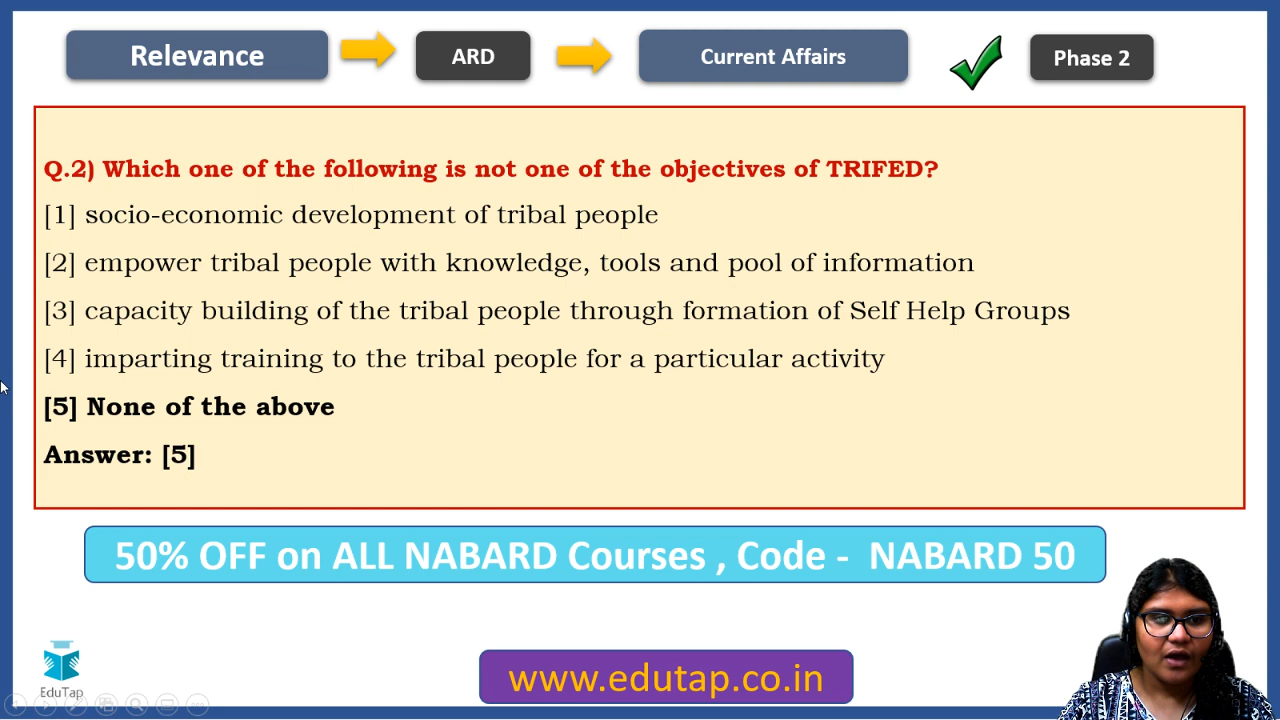 Relevance
ARD
Current Affairs
Phase 2
Q.2) Which one of the following is not one of the objectives of TRIFED?
[1] socio-economic development of tribal people
[2] empower tribal people with knowledge, tools and pool of information
[3] capacity building of the tribal people through formation of Self Help Groups
[4] imparting training to the tribal people for a particular activity
[5] None of the above
Answer: [5]
50% OFF on ALL NABARD Courses , Code - NABARD 50
EduTap
www.edutap.co.in